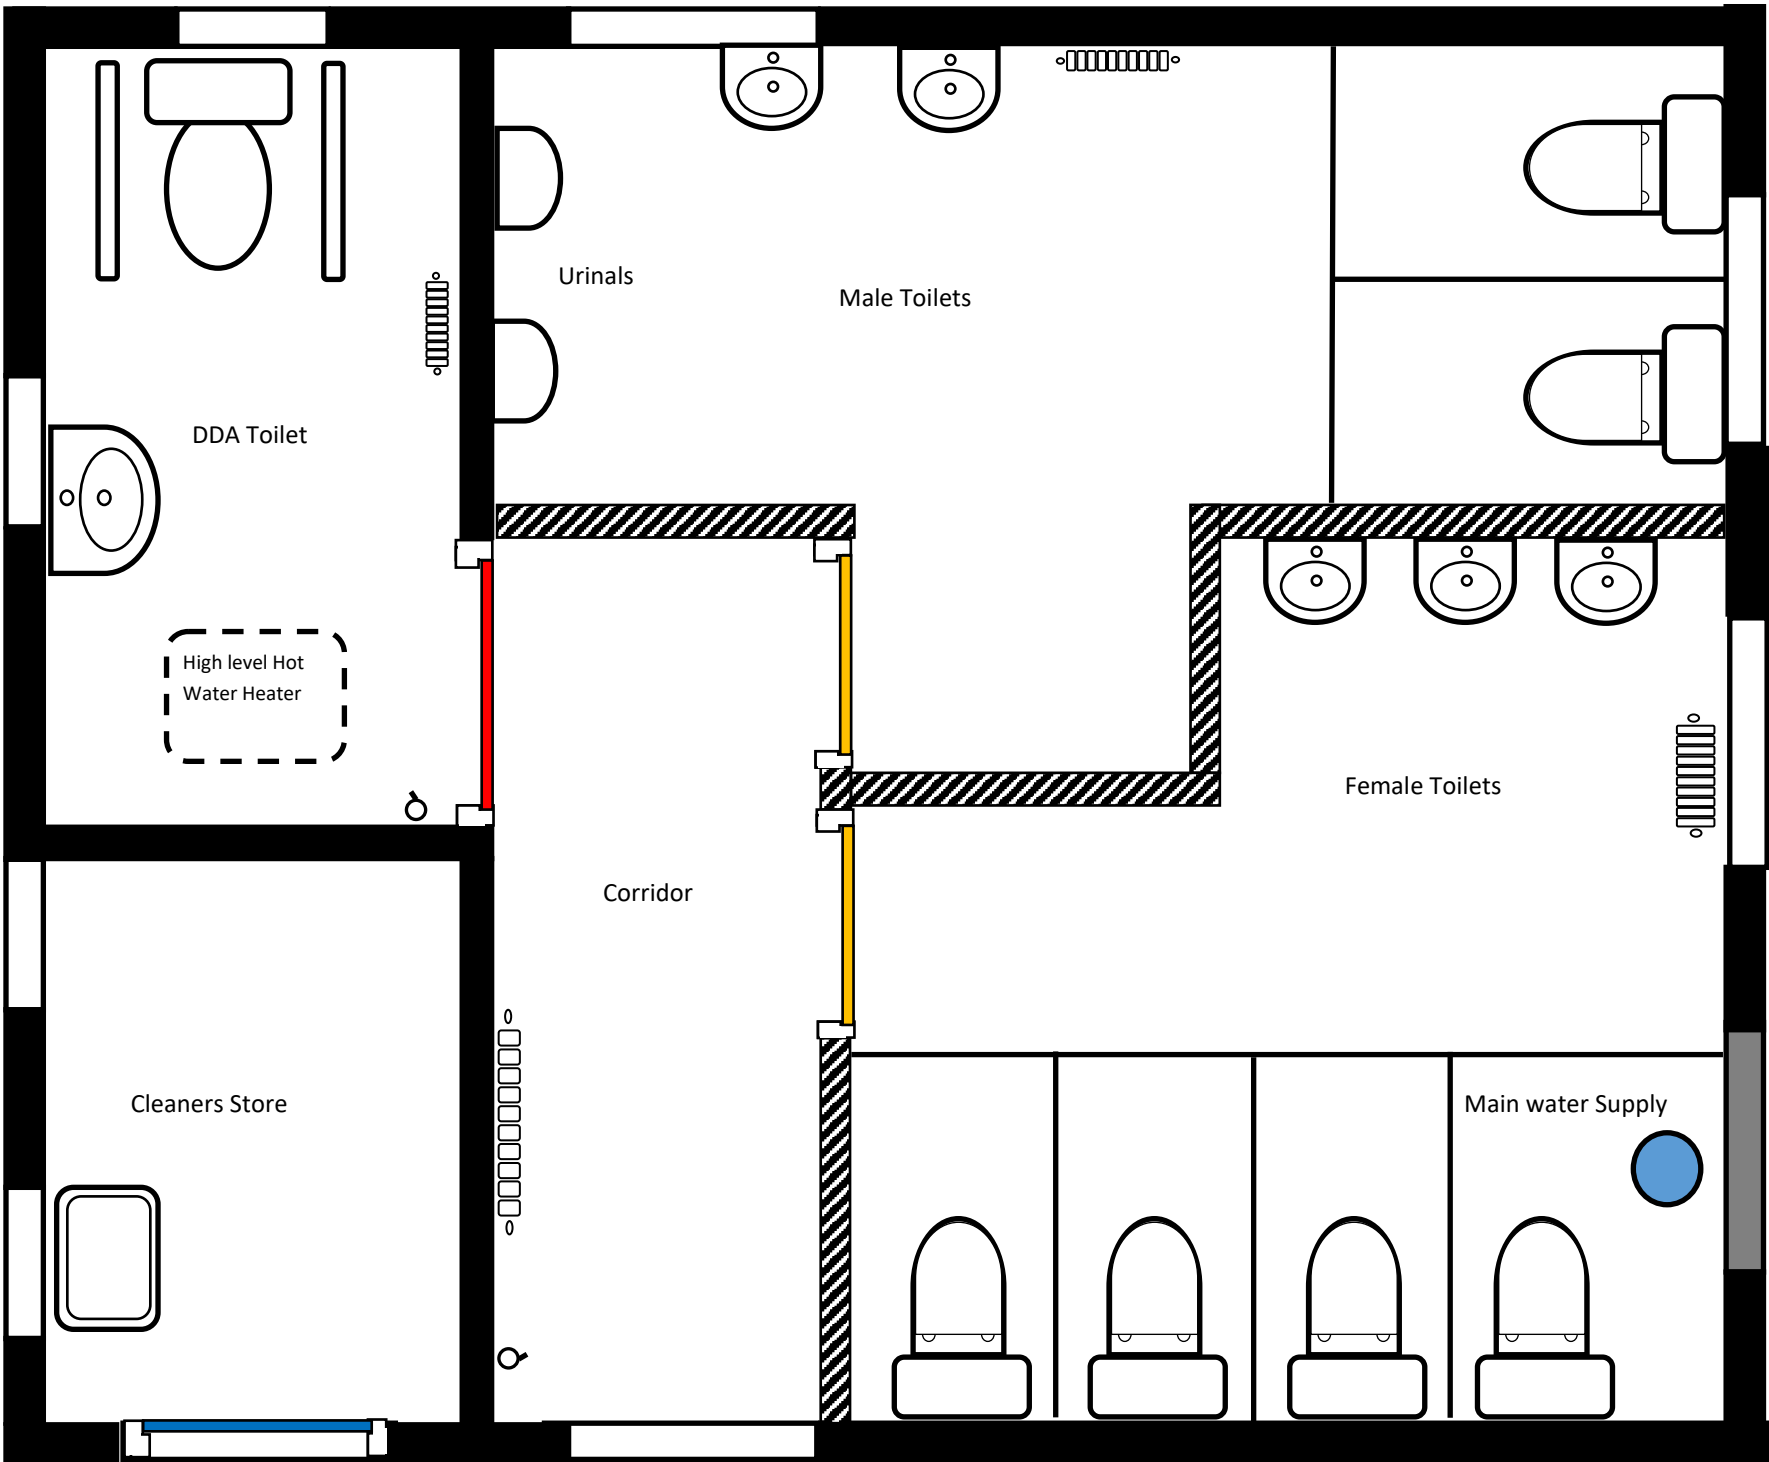 Urinals
Male Toilets
DDA Toilet
High level Hot
Water Heater
Female Toilets
Corridor
Cleaners Store
Main water Supply